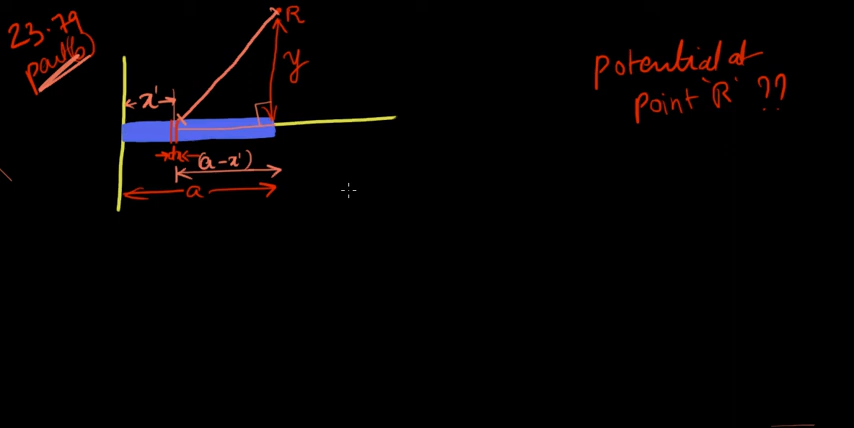 23.79
part(b)
R
y
x'
dx
(a-x')
a
potential at
point 'R' ??